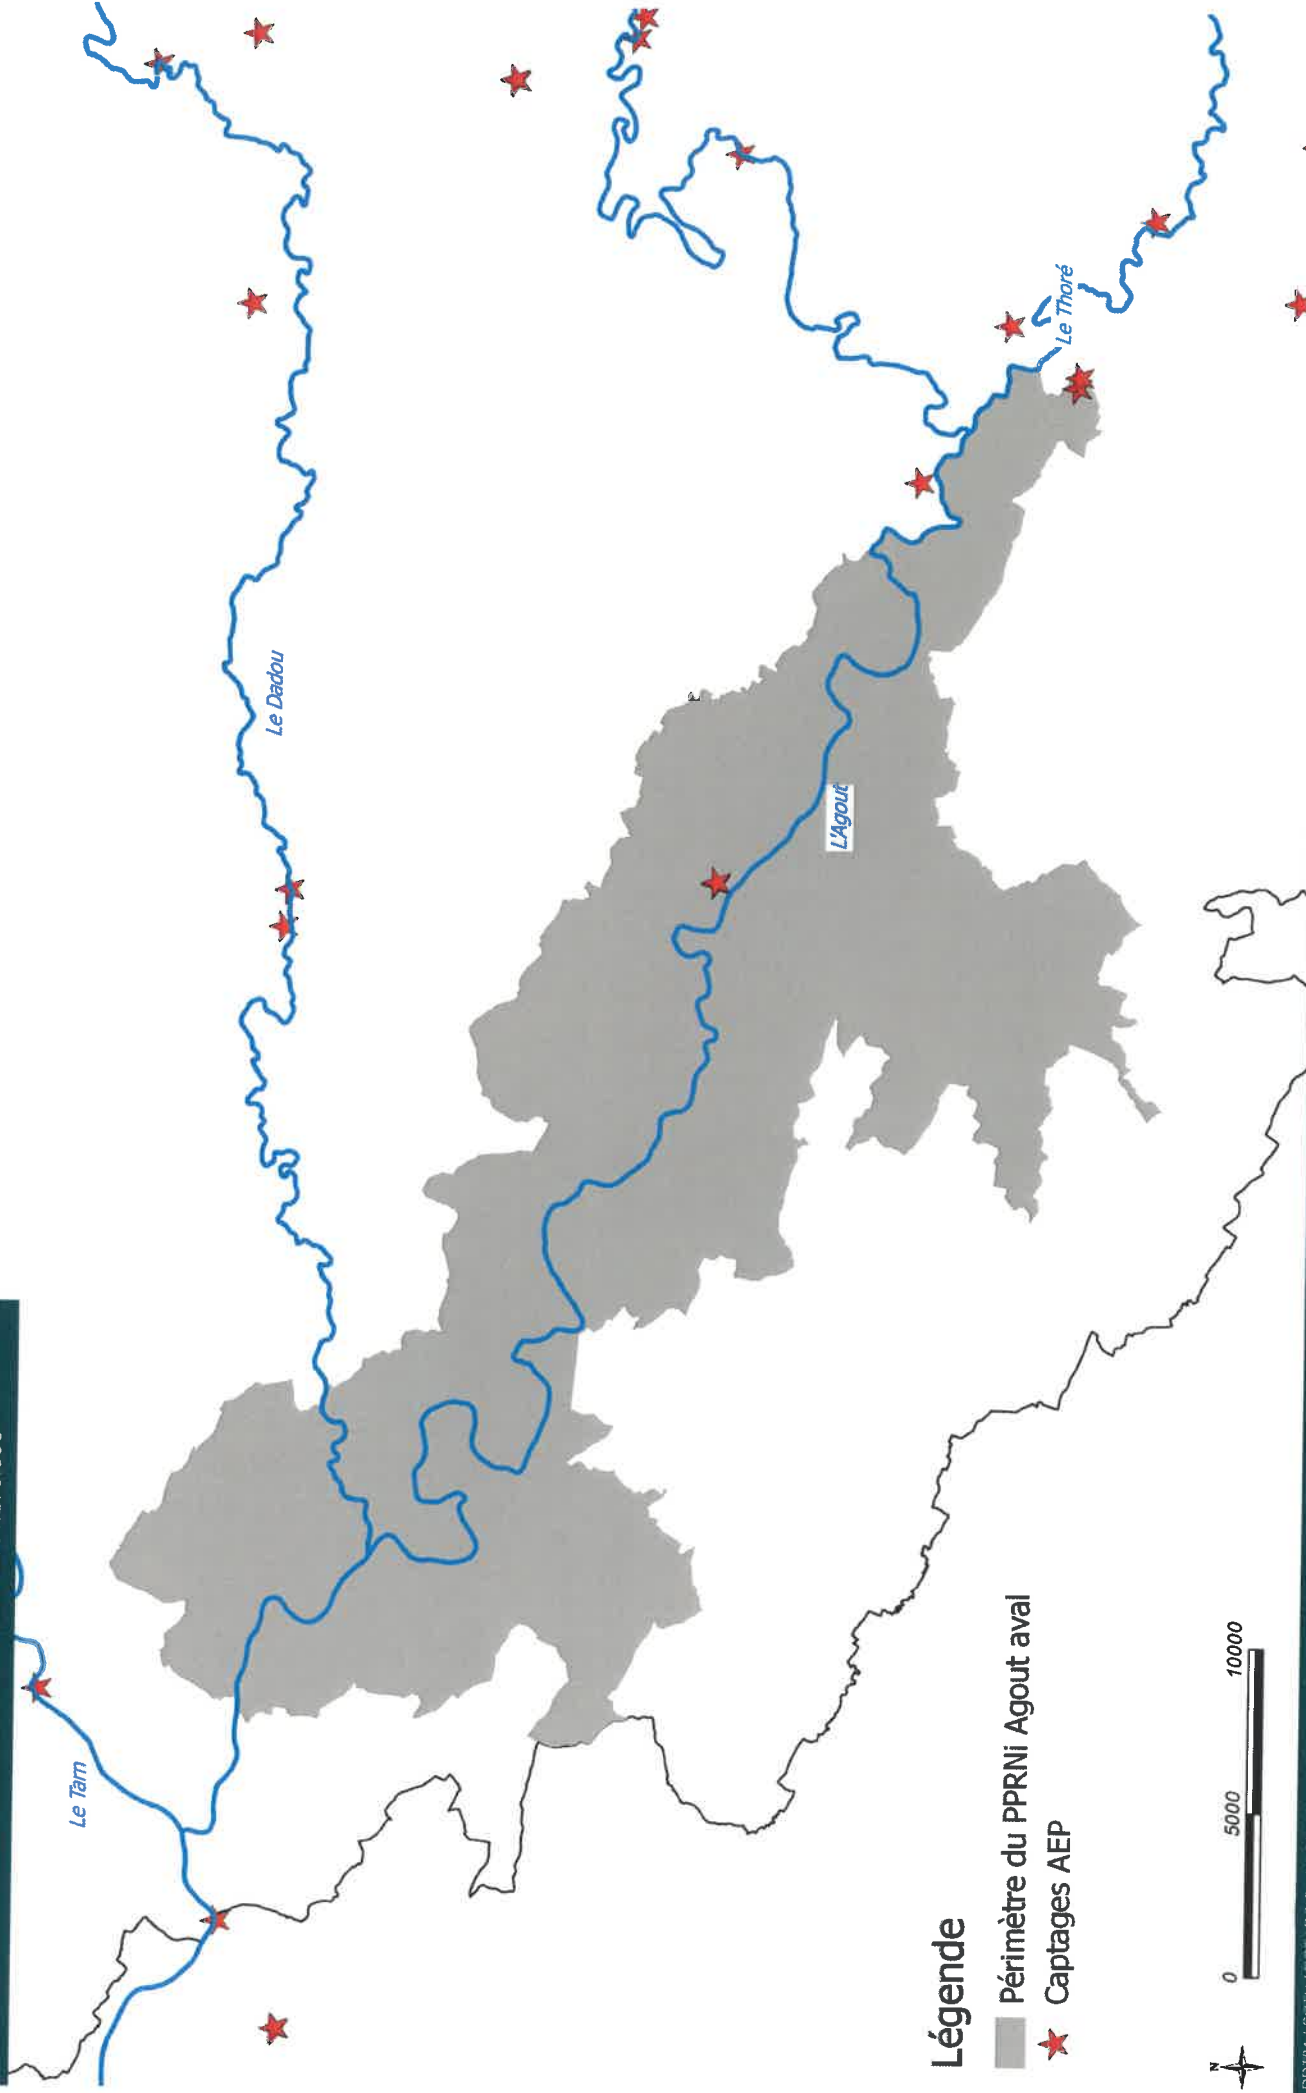 Le Tarn
Le Dadou
L'Agout
Le Thoré
Légende
Périmètre du PPRNi Agout aval
Captages AEP
N
0 5000 10000